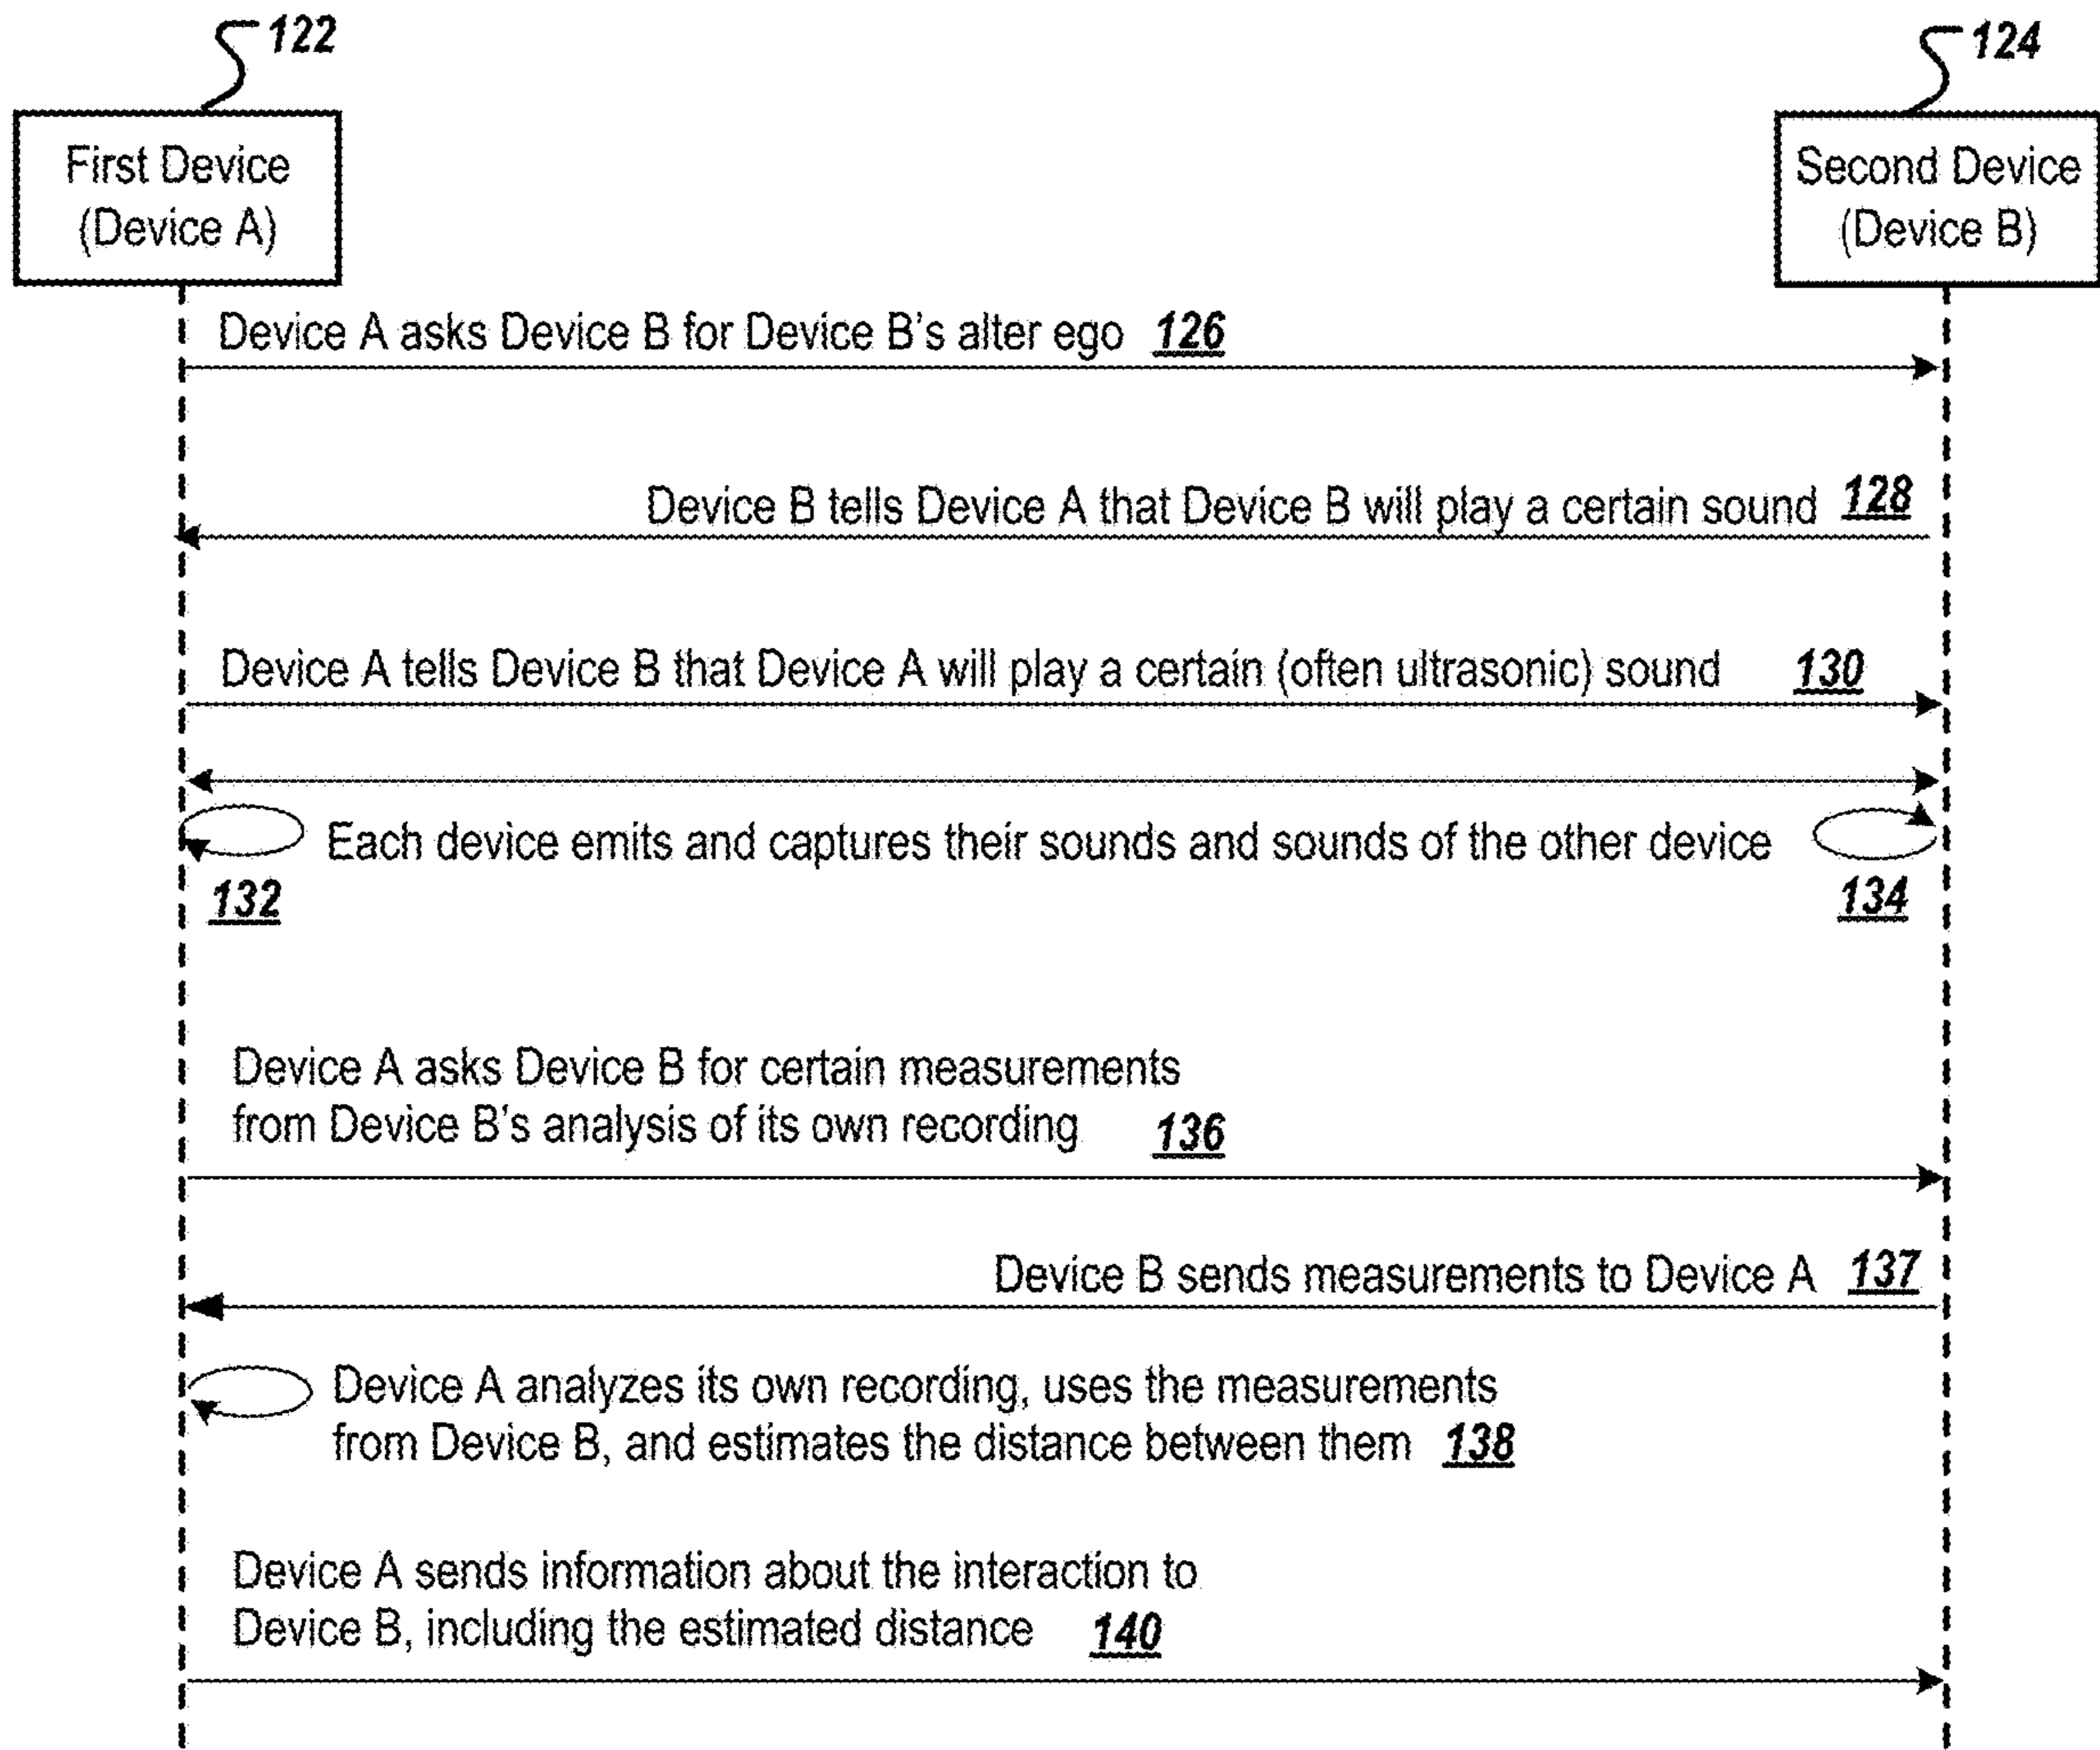 122
124
First Device
(Device A)
Second Device
(Device B)
Device A asks Device B for Device B's alter ego 126
Device B tells Device A that Device B will play a certain sound 128
Device A tells Device B that Device A will play a certain (often ultrasonic) sound 130
Each device emits and captures their sounds and sounds of the other device
132
134
Device A asks Device B for certain measurements
from Device B's analysis of its own recording 136
Device B sends measurements to Device A 137
Device A analyzes its own recording, uses the measurements
from Device B, and estimates the distance between them 138
Device A sends information about the interaction to
Device B, including the estimated distance 140